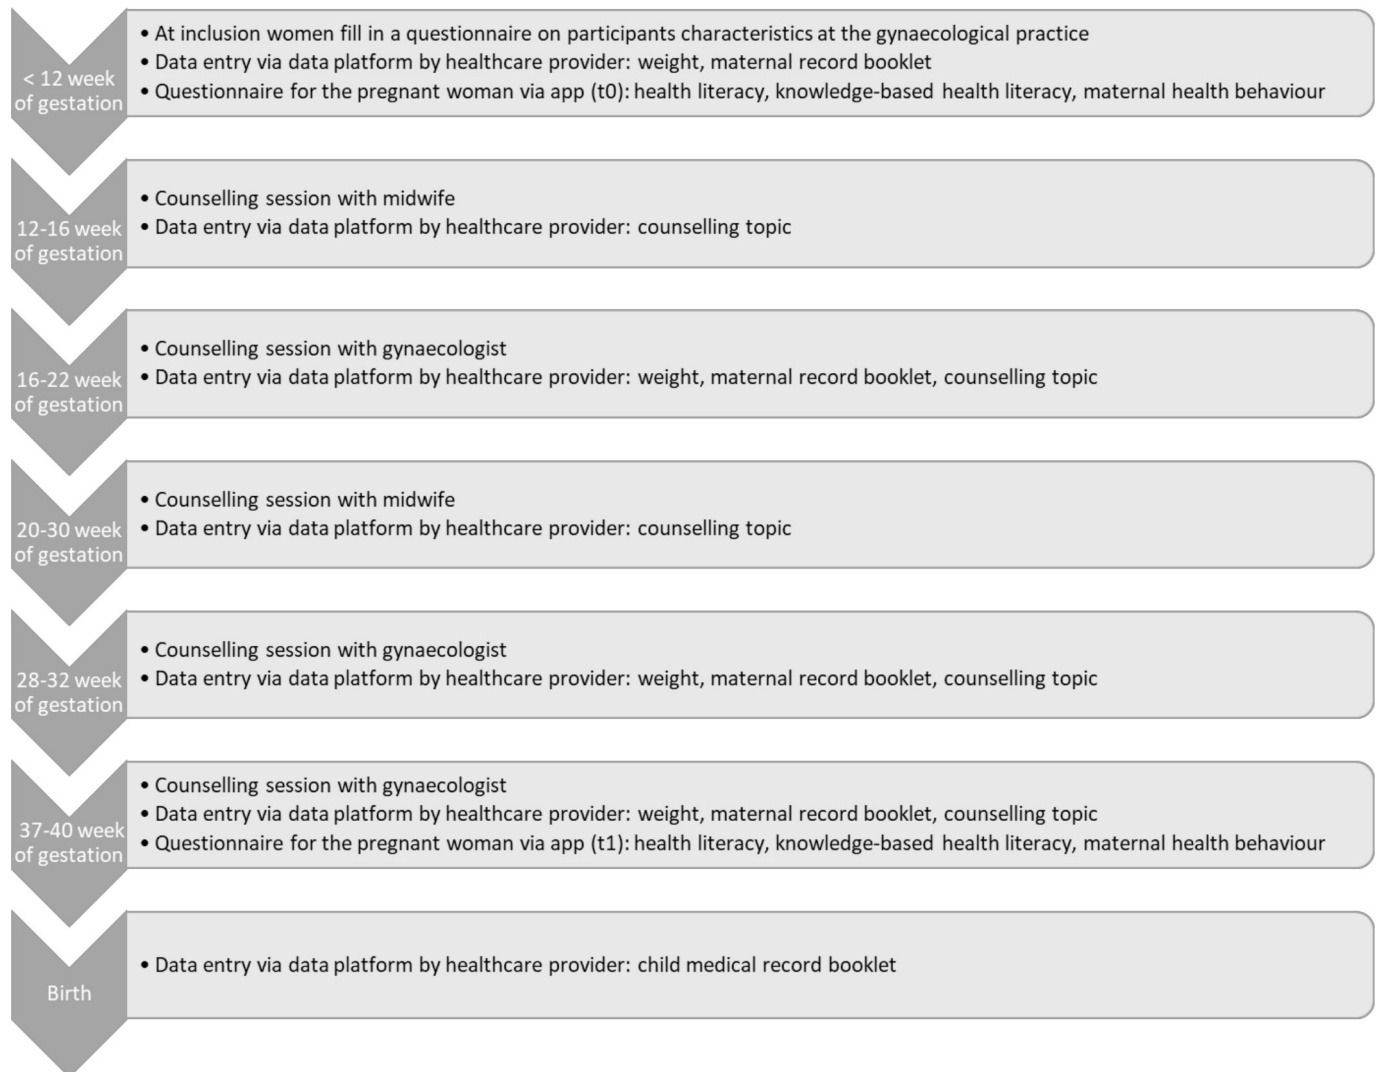 < 12 week
of gestation
• At inclusion women fill in a questionnaire on participants characteristics at the gynaecological practice
• Data entry via data platform by healthcare provider: weight, maternal record booklet
• Questionnaire for the pregnant woman via app (t0): health literacy, knowledge-based health literacy, maternal health behaviour
12-16 week
of gestation
• Counselling session with midwife
• Data entry via data platform by healthcare provider: counselling topic
16-22 week
of gestation
• Counselling session with gynaecologist
• Data entry via data platform by healthcare provider: weight, maternal record booklet, counselling topic
20-30 week
of gestation
• Counselling session with midwife
• Data entry via data platform by healthcare provider: counselling topic
28-32 week
of gestation
• Counselling session with gynaecologist
• Data entry via data platform by healthcare provider: weight, maternal record booklet, counselling topic
37-40 week
of gestation
• Counselling session with gynaecologist
• Data entry via data platform by healthcare provider: weight, maternal record booklet, counselling topic
• Questionnaire for the pregnant woman via app (t1): health literacy, knowledge-based health literacy, maternal health behaviour
Birth
• Data entry via data platform by healthcare provider: child medical record booklet